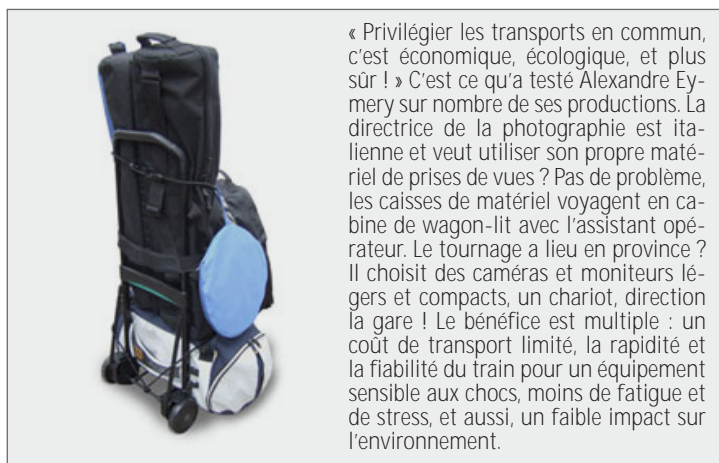 « Privilégier les transports en commun,
c'est économique, écologique, et plus
sûr ! » C'est ce qu'a testé Alexandre Ey-
mery sur nombre de ses productions. La
directrice de la photographie est ita-
lienne et veut utiliser son propre maté-
riel de prises de vues ? Pas de problème,
les caisses de matériel voyagent en ca-
bine de wagon-lit avec l'assistant opé-
rateur. Le tournage a lieu en province ?
Il choisit des caméras et moniteurs lé-
gers et compacts, un chariot, direction
la gare ! Le bénéfice est multiple : un
coût de transport limité, la rapidité et
la fiabilité du train pour un équipement
sensible aux chocs, moins de fatigue et
de stress, et aussi, un faible impact sur
l'environnement.